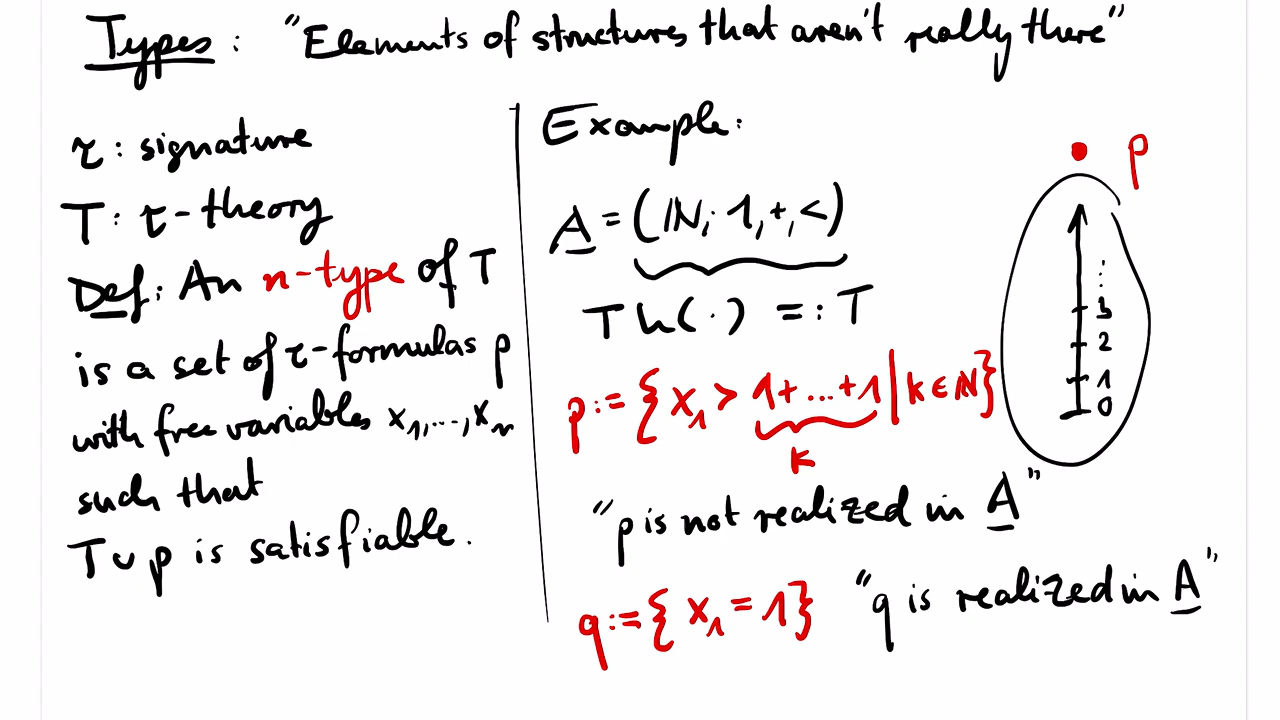 Types: "Elements of structures that aren't really there"
τ: signature
T: τ-theory
Def: An n-type of T
is a set of τ-formulas p
with free variables x₁,...,xₙ
such that
T ∪ p is satisfiable.
Example:
A = (ℕ; 1, +, <)
Th(·) =: T
p := { x₁ > 1+...+1 | k ∈ ℕ }
k
"p is not realized in A"
q := { x₁ = 1 } "q is realized in A"
p
3
2
1
0